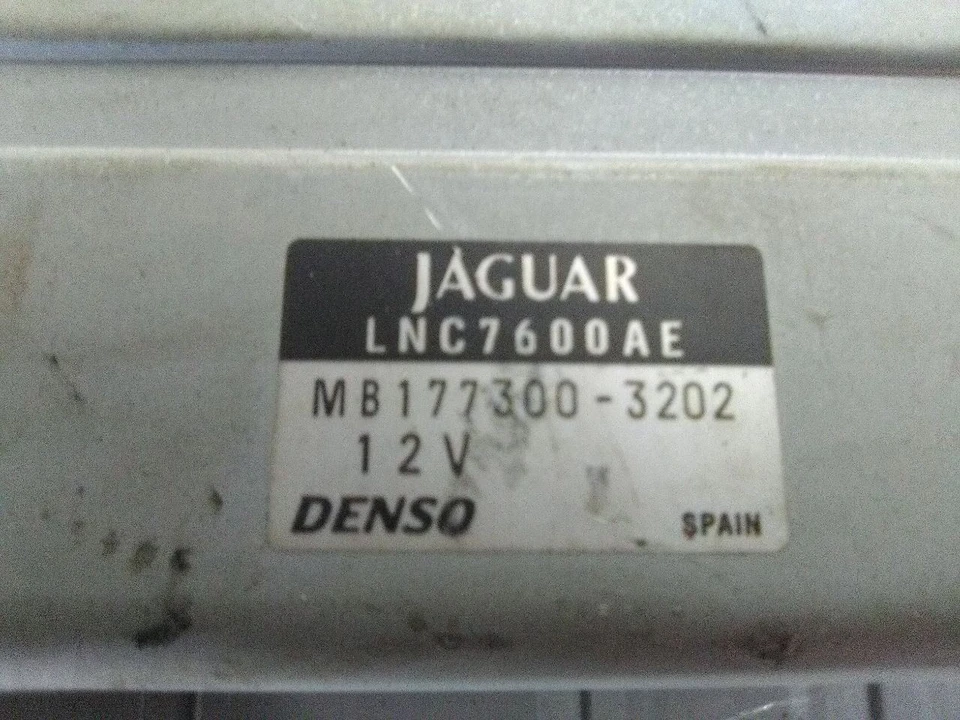 JAGUAR
LNC7600AE
MB177300-3202
12V
DENSO
SPAIN